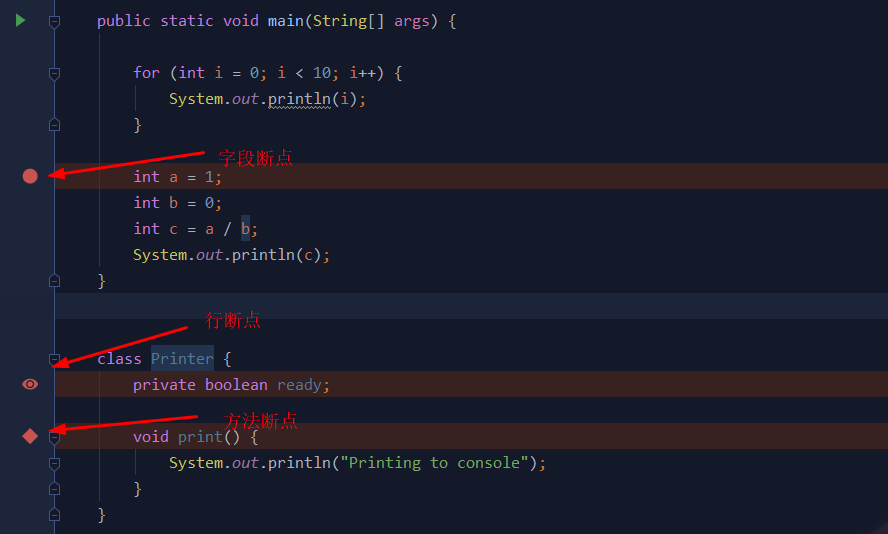 public static void main(String[] args) {
for (int i = 0; i < 10; i++) {
System.out.println(i);
}
字段断点
int a = 1;
int b = 0;
int c = a / b;
System.out.println(c);
}
行断点
class Printer {
private boolean ready;
方法断点
void print() {
System.out.println("Printing to console");
}
}